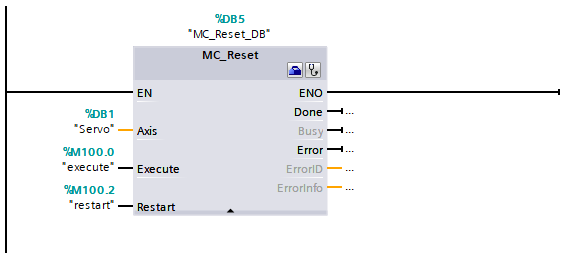 %DB5
"MC_Reset_DB"
MC_Reset
EN
ENO
Done
...
%DB1
"Servo"
Axis
Busy
...
%M100.0
Error
...
"execute"
Execute
ErrorID
...
%M100.2
ErrorInfo
...
"restart"
Restart